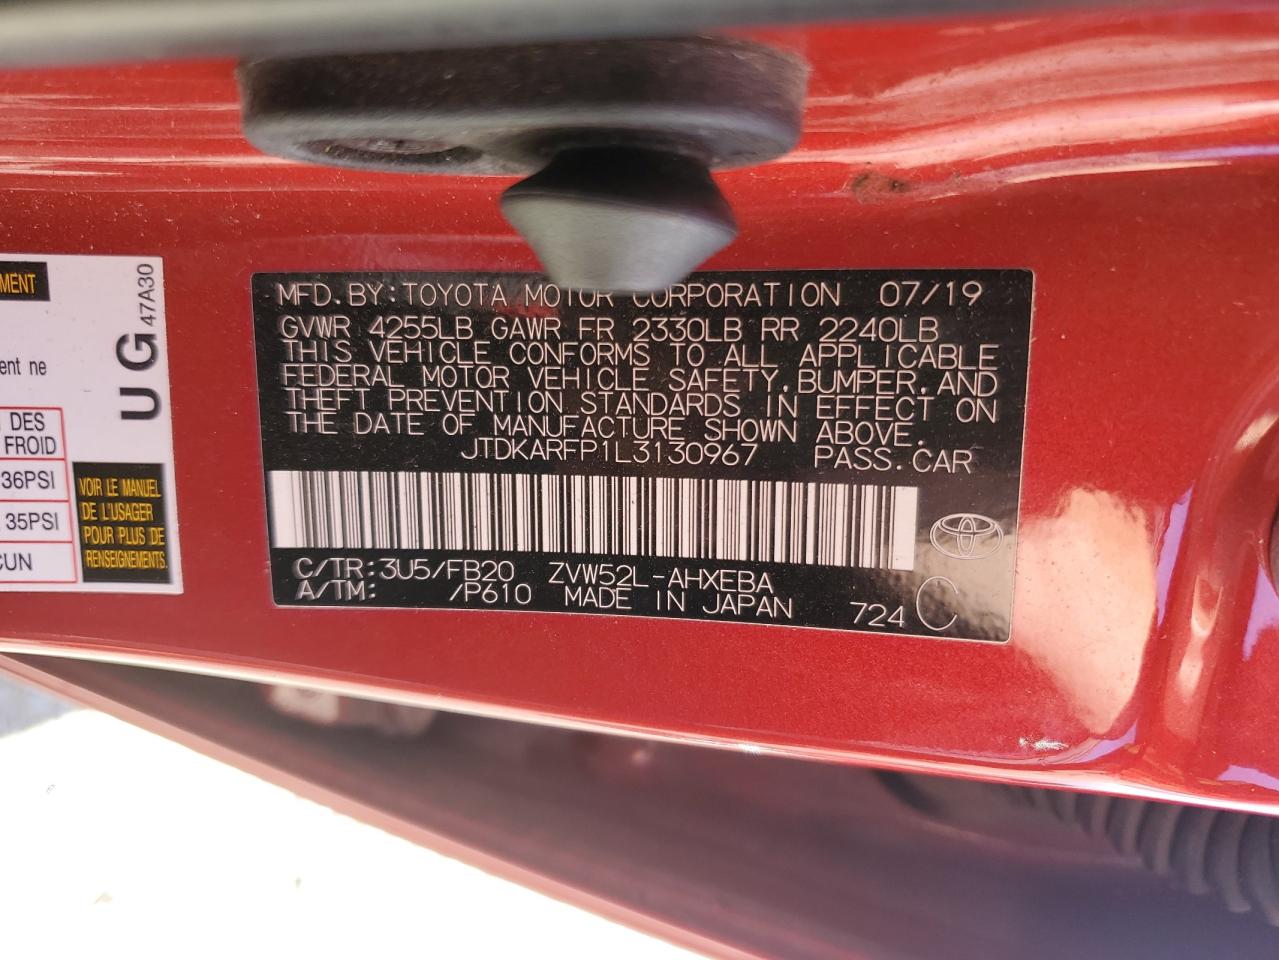 MENT
ent ne
DES
FROID
36PSI
35PSI
CUN
UG
47A30
VOIR LE MANUEL
DE L'USAGER
POUR PLUS DE
RENSEIGNEMENTS
MFD.BY:TOYOTA MOTOR CORPORATION 07/19
GVWR 4255LB GAWR FR 2330LB RR 2240LB
THIS VEHICLE CONFORMS TO ALL APPLICABLE
FEDERAL MOTOR VEHICLE SAFETY,BUMPER,AND
THEFT PREVENTION STANDARDS IN EFFECT ON
THE DATE OF MANUFACTURE SHOWN ABOVE.
JTDKARFP1L3130967 PASS.CAR
C/TR:3U5/FB20 ZVW52L-AHXEBA
A/TM: /P610 MADE IN JAPAN 724 C